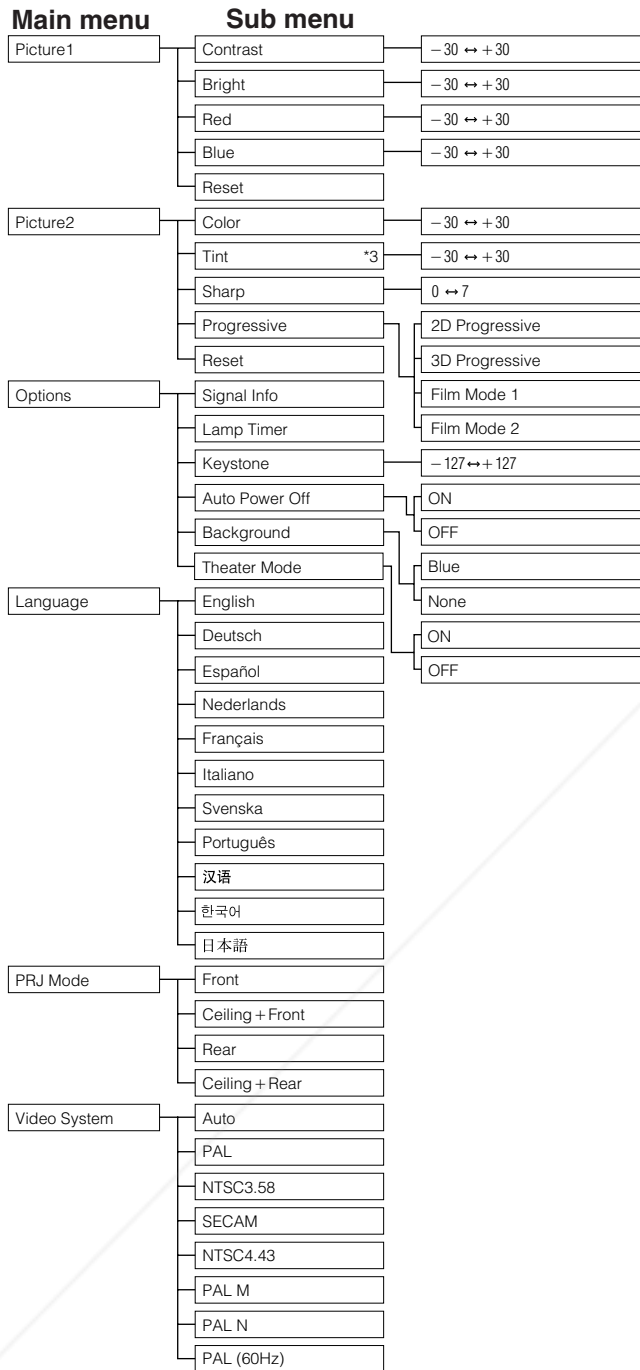 Main menu Sub menu
Picture1 Contrast −30 ↔ +30
Bright −30 ↔ +30
Red −30 ↔ +30
Blue −30 ↔ +30
Reset
Picture2 Color −30 ↔ +30
Tint *3 −30 ↔ +30
Sharp 0 ↔ 7
Progressive 2D Progressive
Reset 3D Progressive
Options Signal Info Film Mode 1
Lamp Timer Film Mode 2
Keystone −127 ↔ +127
Auto Power Off ON
Background OFF
Theater Mode Blue
Language English None
Deutsch ON
Español OFF
Nederlands
Français
Italiano
Svenska
Português
汉语
한국어
日本語
PRJ Mode Front
Ceiling+Front
Rear
Ceiling+Rear
Video System Auto
PAL
NTSC3.58
SECAM
NTSC4.43
PAL M
PAL N
PAL (60Hz)